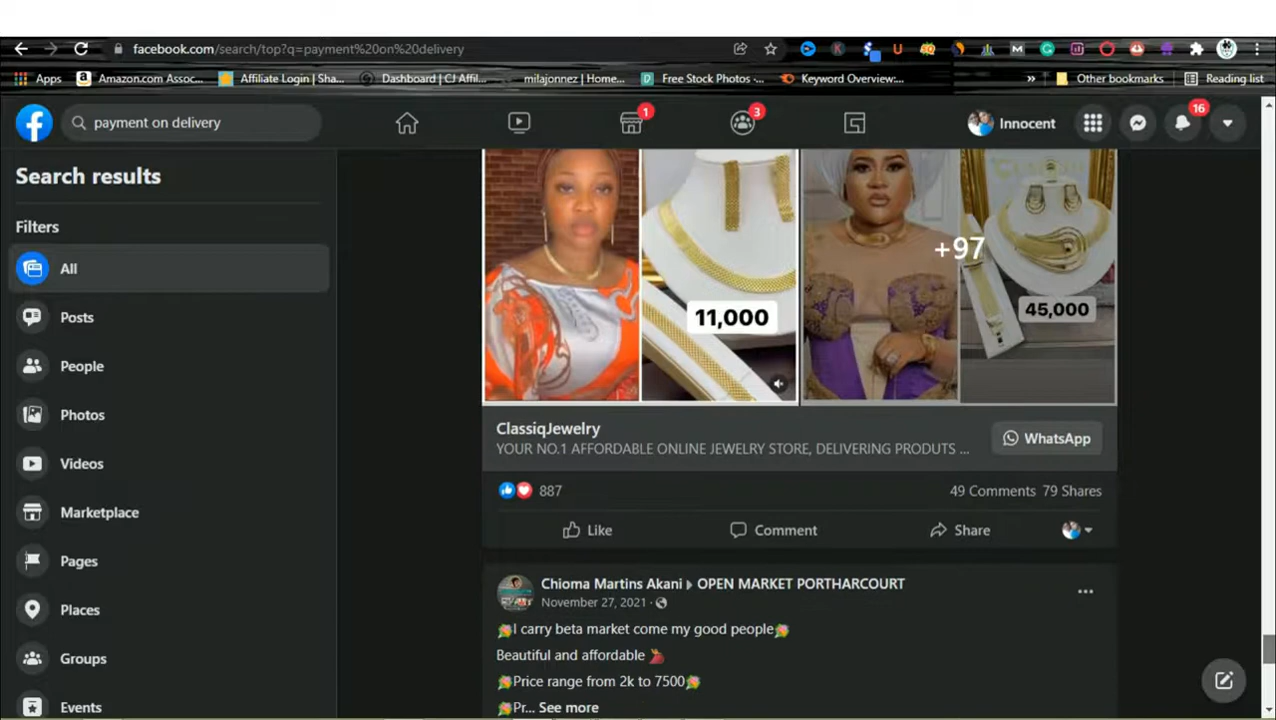 facebook.com/search/top?q=payment%20on%20delivery
Apps Amazon.com Assoc... Affiliate Login | Sha... Dashboard | CJ Affil... milajonnez | Home... Free Stock Photos -... Keyword Overview:... » Other bookmarks Reading list
payment on delivery 1 3 Innocent 16
Search results
Filters
All
Posts
People
Photos
Videos
Marketplace
Pages
Places
Groups
Events
+97
11,000
45,000
ClassiqJewelry
YOUR NO.1 AFFORDABLE ONLINE JEWELRY STORE, DELIVERING PRODUTS ...
WhatsApp
887 49 Comments 79 Shares
Like Comment Share
Chioma Martins Akani OPEN MARKET PORTHARCOURT
November 27, 2021 ·
I carry beta market come my good people
Beautiful and affordable
Price range from 2k to 7500
Pr... See more